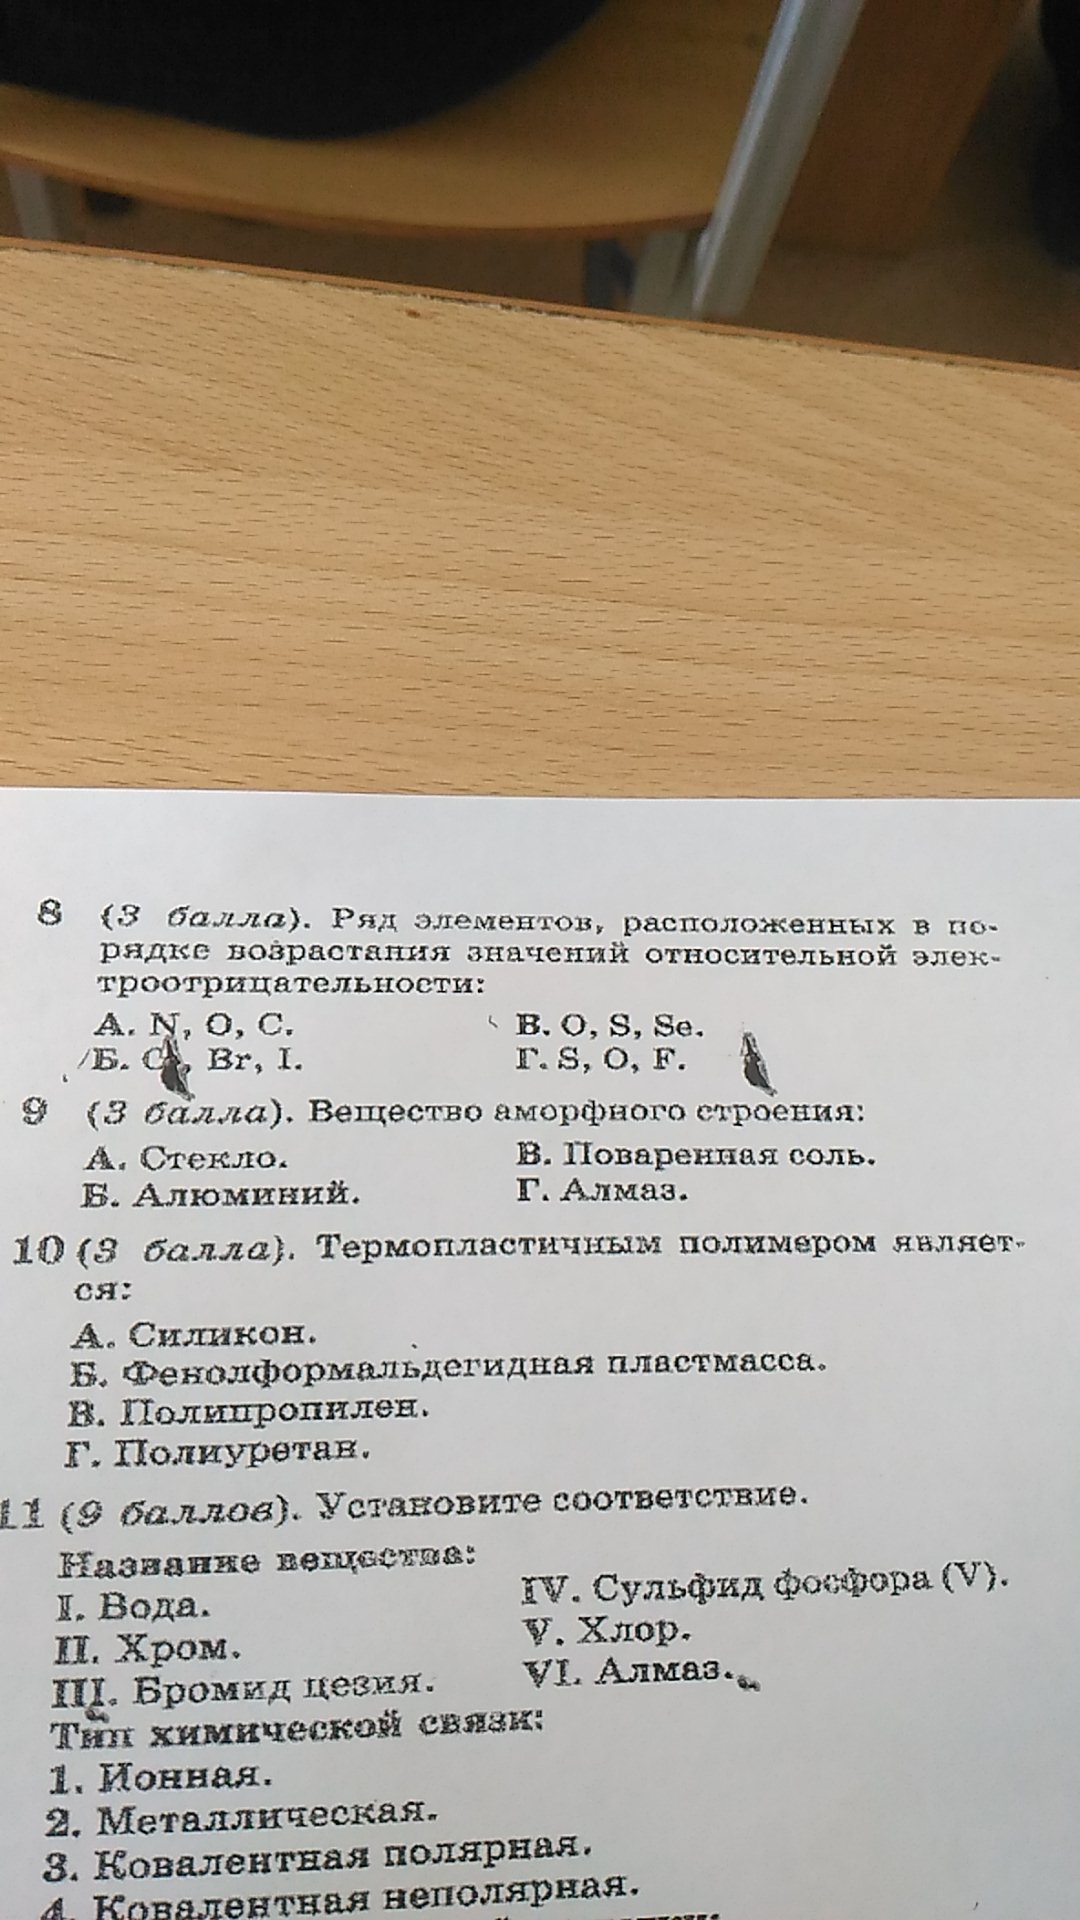 8 (3 балла). Ряд элементов, расположенных в по-
рядке возрастания значений относительной элек-
троотрицательности:
А. N, O, C.
В. O, S, Se.
Б. Br, I.
Г. S, O, F.
9 (3 балла). Вещество аморфного строения:
А. Стекло.
В. Поваренная соль.
Б. Алюминий.
Г. Алмаз.
10 (3 балла). Термопластичным полимером являет-
ся:
А. Силикон.
Б. Фенолформальдегидная пластмасса.
В. Полипропилен.
Г. Полиуретан.
11 (9 баллов). Установите соответствие.
Название вещества:
I. Вода.
IV. Сульфид фосфора (V).
II. Хром.
V. Хлор.
III. Бромид цезия.
VI. Алмаз.
Тип химической связи:
1. Ионная.
2. Металлическая.
3. Ковалентная полярная.
4. Ковалентная неполярная.